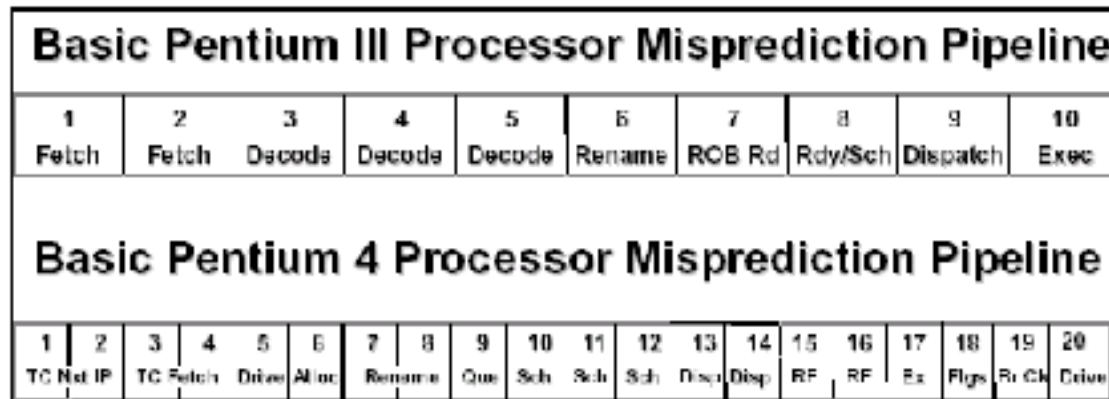 Basic Pentium III Processor Misprediction Pipeline
1 2 3 4 5 6 7 8 9 10
Fetch Fetch Decode Decode Decode Rename ROB Rd Rdy/Sch Dispatch Exec
Basic Pentium 4 Processor Misprediction Pipeline
1 2 3 4 5 6 7 8 9 10 11 12 13 14 15 16 17 18 19 20
TC Nxt IP TC Fetch Drive Alloc Rename Que Sch Sch Sch Disp Disp RF RF Ex Flgs Br Ck Drive